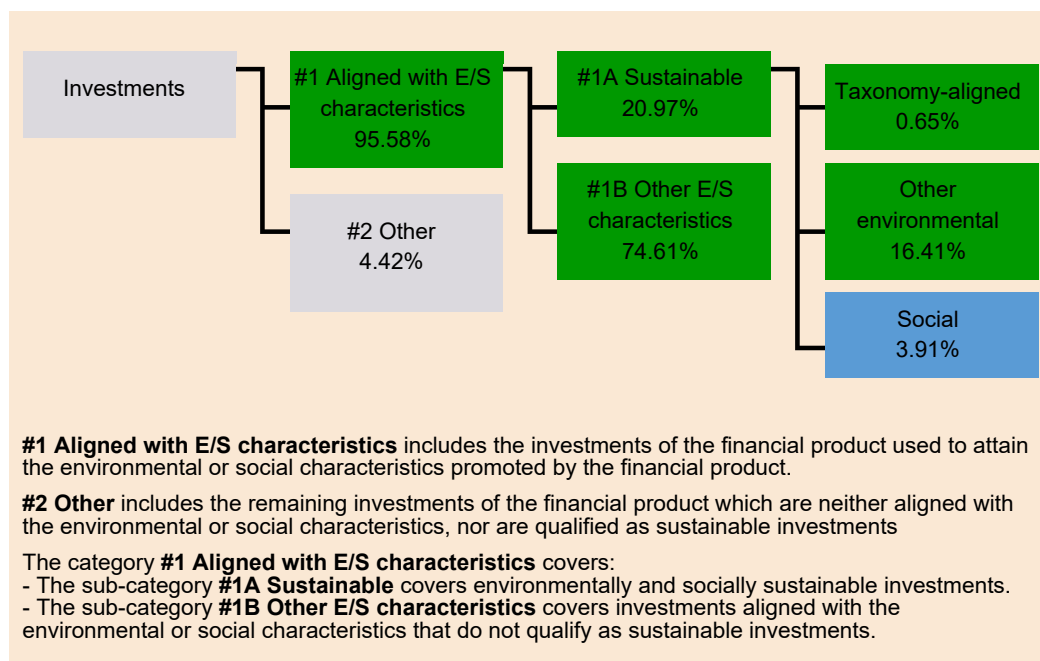 Investments
#1 Aligned with E/S
characteristics
95.58%
#2 Other
4.42%
#1A Sustainable
20.97%
#1B Other E/S
characteristics
74.61%
Taxonomy-aligned
0.65%
Other
environmental
16.41%
Social
3.91%
#1 Aligned with E/S characteristics includes the investments of the financial product used to attain
the environmental or social characteristics promoted by the financial product.
#2 Other includes the remaining investments of the financial product which are neither aligned with
the environmental or social characteristics, nor are qualified as sustainable investments
The category #1 Aligned with E/S characteristics covers:
- The sub-category #1A Sustainable covers environmentally and socially sustainable investments.
- The sub-category #1B Other E/S characteristics covers investments aligned with the
environmental or social characteristics that do not qualify as sustainable investments.